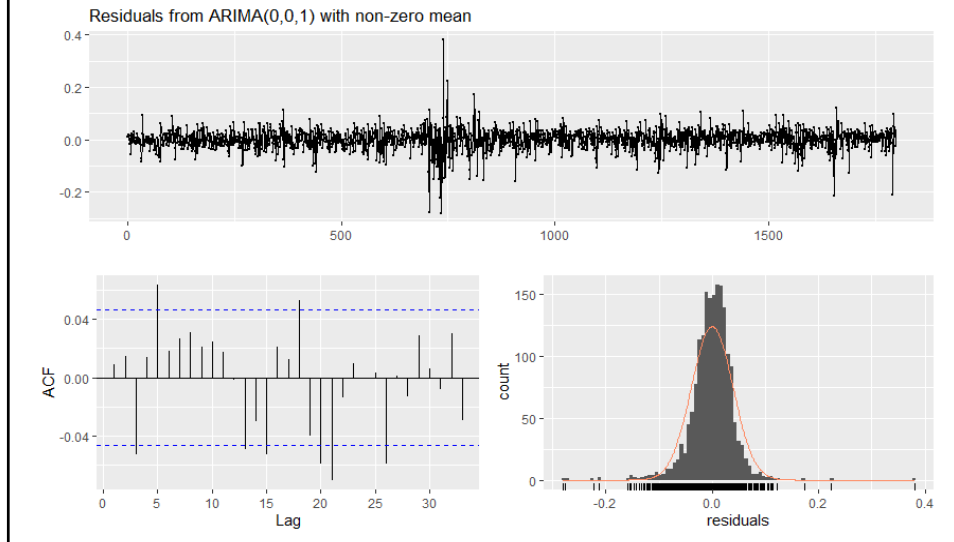 Residuals from ARIMA(0,0,1) with non-zero mean
0.4
0.2
0.0
-0.2
0 500 1000 1500
ACF
0.04
0.00
-0.04
0 5 10 15 20 25 30
Lag
count
150
100
50
0
-0.2 0.0 0.2 0.4
residuals